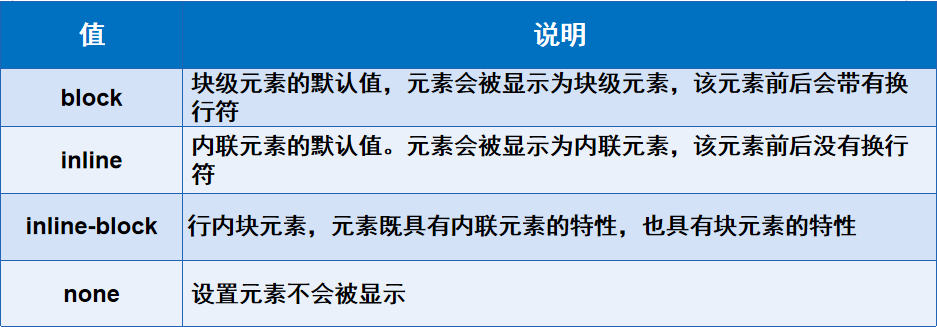 值 说明
block 块级元素的默认值，元素会被显示为块级元素，该元素前后会带有换
行符
inline 内联元素的默认值。元素会被显示为内联元素，该元素前后没有换行
符
inline-block 行内块元素，元素既具有内联元素的特性，也具有块元素的特性
none 设置元素不会被显示